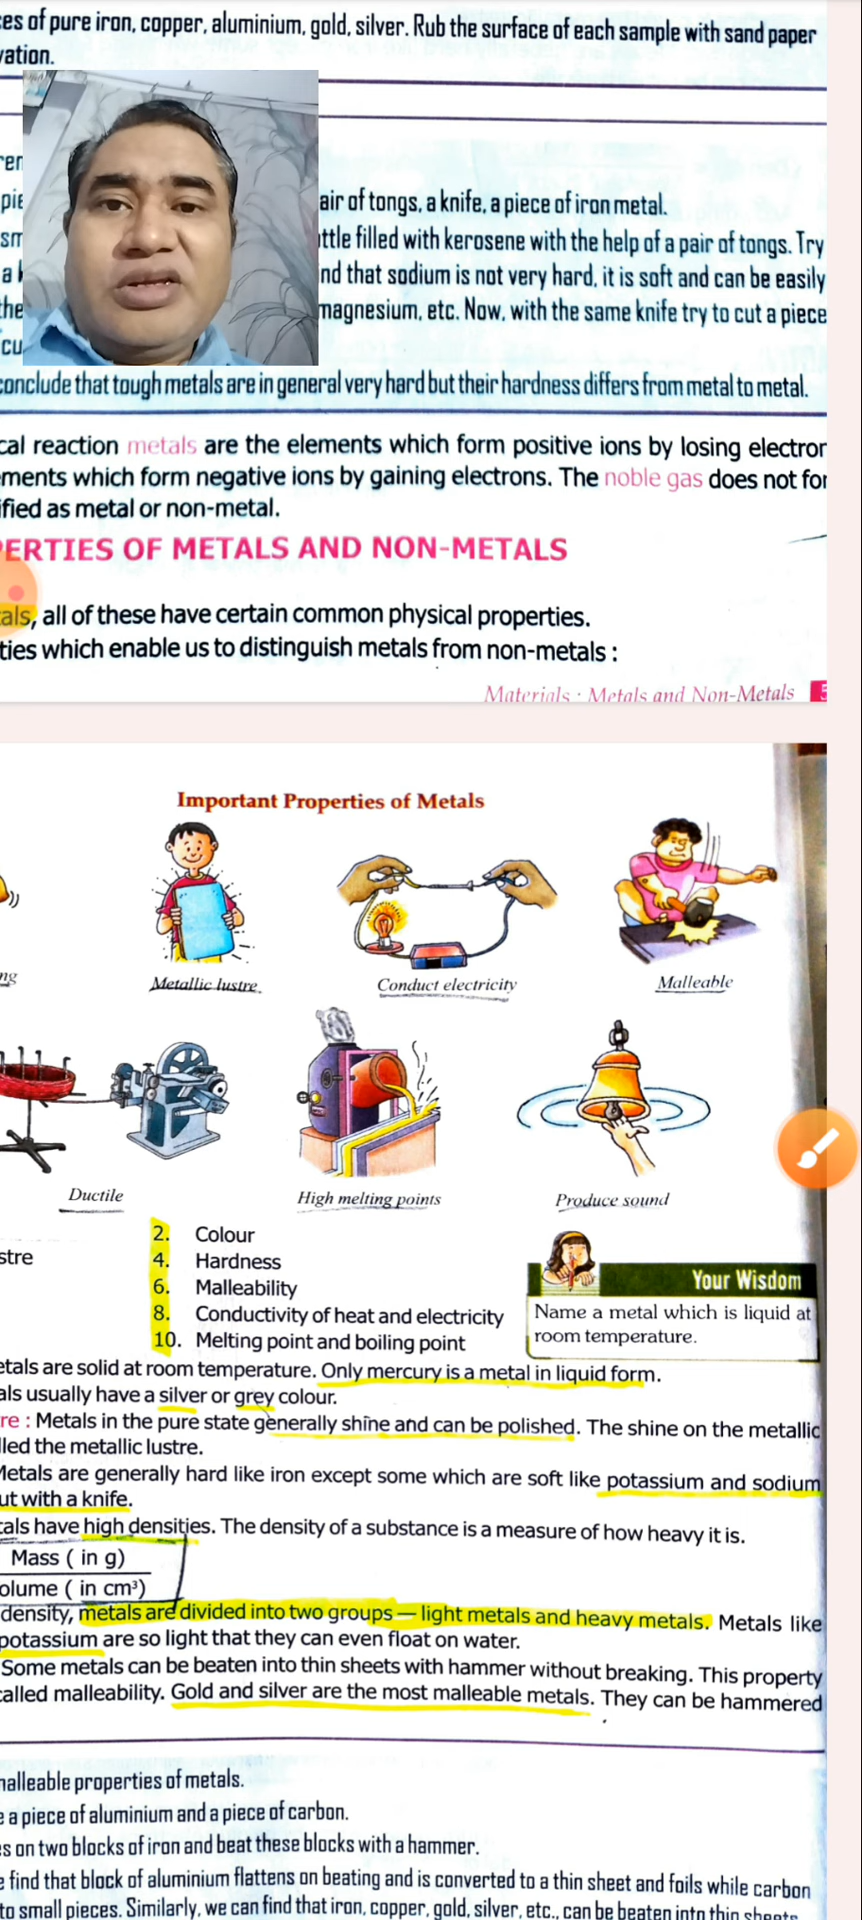 es of pure iron, copper, aluminium, gold, silver. Rub the surface of each sample with sand paper
vation.
air of tongs, a knife, a piece of iron metal.
sm ttle filled with kerosene with the help of a pair of tongs. Try
a k nd that sodium is not very hard, it is soft and can be easily
the magnesium, etc. Now, with the same knife try to cut a piece
cu
conclude that tough metals are in general very hard but their hardness differs from metal to metal.
cal reaction metals are the elements which form positive ions by losing electror
ments which form negative ions by gaining electrons. The noble gas does not for
ified as metal or non-metal.
ERTIES OF METALS AND NON-METALS
als, all of these have certain common physical properties.
ties which enable us to distinguish metals from non-metals :
Materials · Metals and Non-Metals
Important Properties of Metals
ng Metallic lustre Conduct electricity Malleable
Ductile High melting points Produce sound
2. Colour
stre 4. Hardness
6. Malleability
8. Conductivity of heat and electricity
10. Melting point and boiling point
Your Wisdom
Name a metal which is liquid at
room temperature.
etals are solid at room temperature. Only mercury is a metal in liquid form.
als usually have a silver or grey colour.
re : Metals in the pure state generally shine and can be polished. The shine on the metallic
lled the metallic lustre.
Metals are generally hard like iron except some which are soft like potassium and sodium
ut with a knife.
tals have high densities. The density of a substance is a measure of how heavy it is.
Mass ( in g)
olume ( in cm³)
density, metals are divided into two groups — light metals and heavy metals. Metals like
potassium are so light that they can even float on water.
Some metals can be beaten into thin sheets with hammer without breaking. This property
called malleability. Gold and silver are the most malleable metals. They can be hammered
malleable properties of metals.
e a piece of aluminium and a piece of carbon.
es on two blocks of iron and beat these blocks with a hammer.
e find that block of aluminium flattens on beating and is converted to a thin sheet and foils while carbon
to small pieces. Similarly, we can find that iron, copper, gold, silver, etc., can be beaten into thin sheets